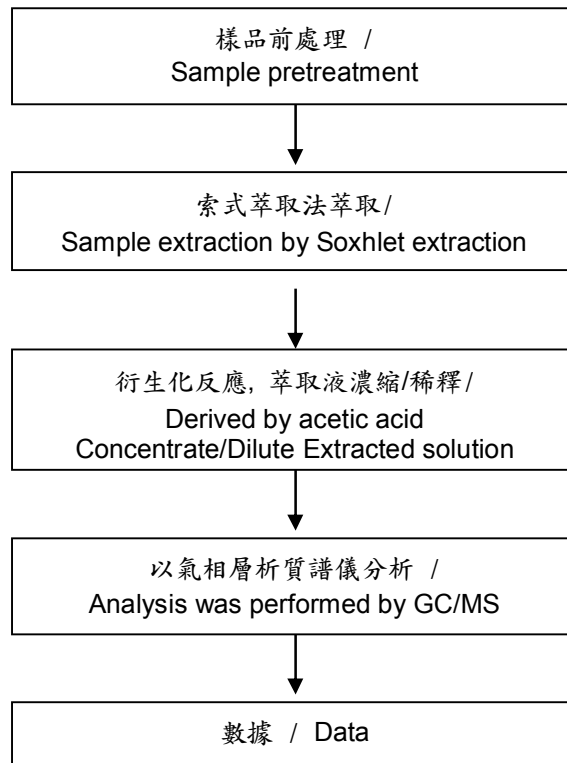 樣品前處理 /
Sample pretreatment
索式萃取法萃取/
Sample extraction by Soxhlet extraction
衍生化反應, 萃取液濃縮/稀釋/
Derived by acetic acid
Concentrate/Dilute Extracted solution
以氣相層析質譜儀分析 /
Analysis was performed by GC/MS
數據 / Data